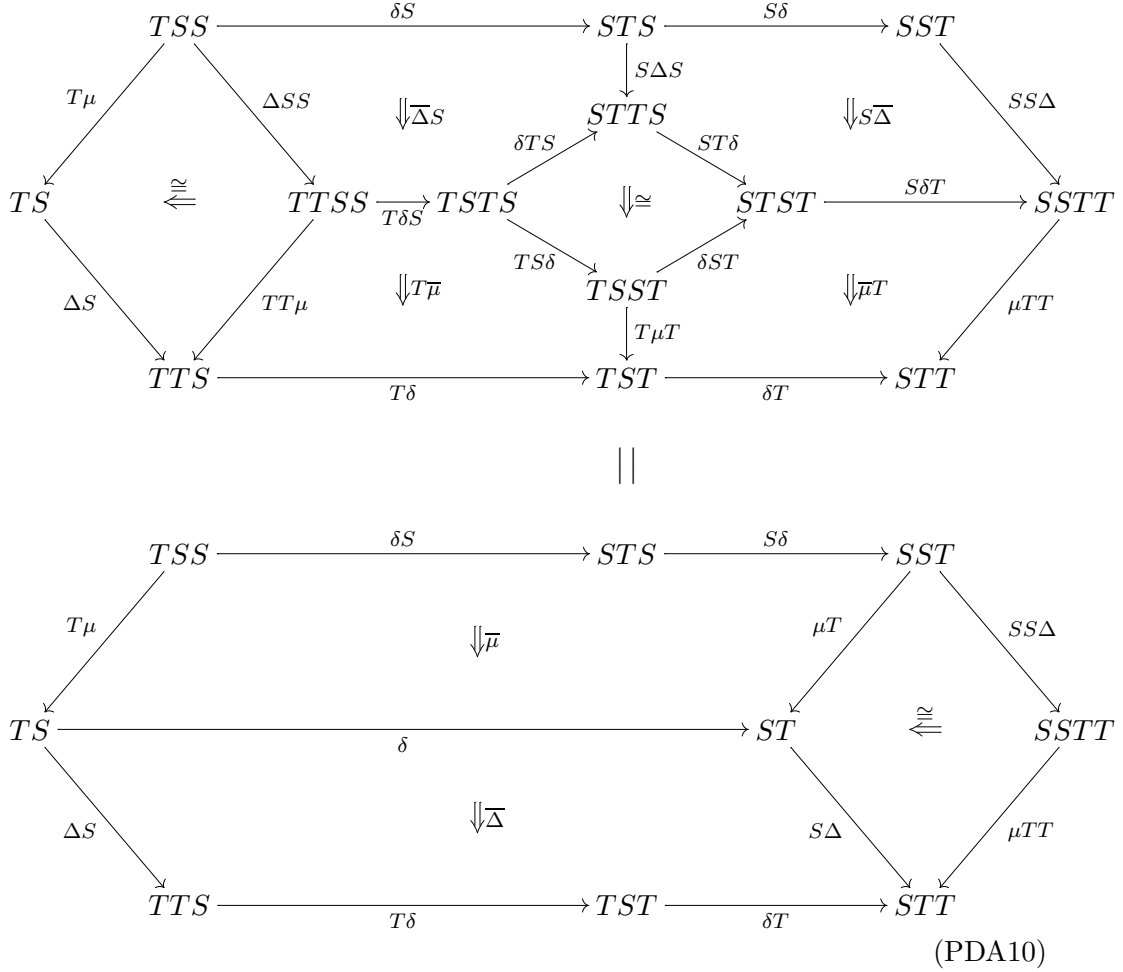 TSS δS STS Sδ SST
Tμ ΔSS SΔS SSΔ
⇓Δ̅S STTS ⇓SΔ̅
δTS STδ
TS ≅⇐ TTSS TδS TSTS ⇓≅ STST SδT SSTT
ΔS TTμ TSδ δST μTT
⇓Tμ̅ TSST ⇓μ̅T
TμT
TTS Tδ TST δT STT
||
TSS δS STS Sδ SST
Tμ ⇓μ̅ μT SSΔ
TS δ ST ≅⇐ SSTT
ΔS ⇓Δ̅ SΔ μTT
TTS Tδ TST δT STT
(PDA10)